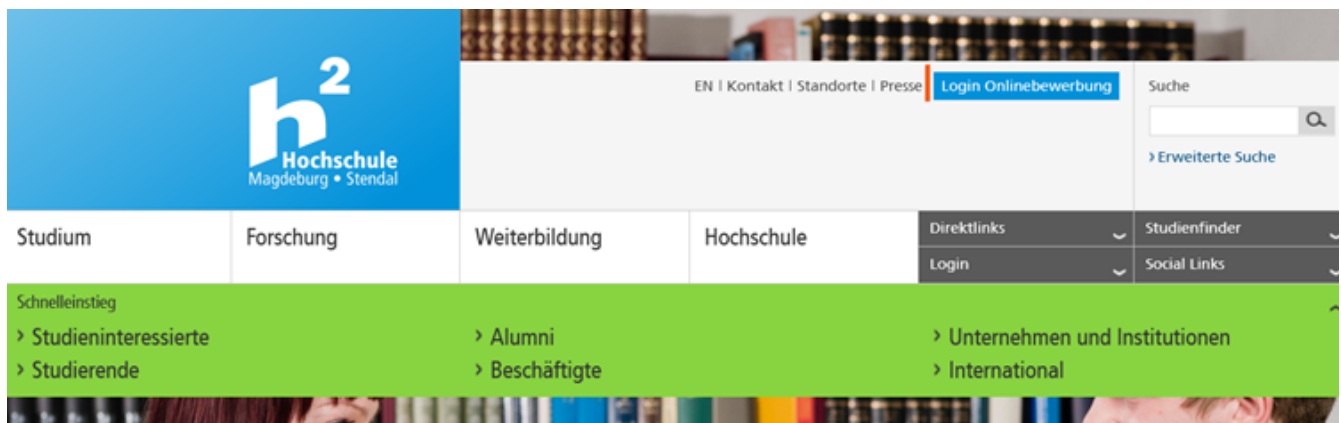 h2
Hochschule
Magdeburg • Stendal
EN | Kontakt | Standorte | Presse
Login Onlinebewerbung
Suche
› Erweiterte Suche
Studium
Forschung
Weiterbildung
Hochschule
Direktlinks
Studienfinder
Login
Social Links
Schnelleinstieg
› Studieninteressierte
› Studierende
› Alumni
› Beschäftigte
› Unternehmen und Institutionen
› International